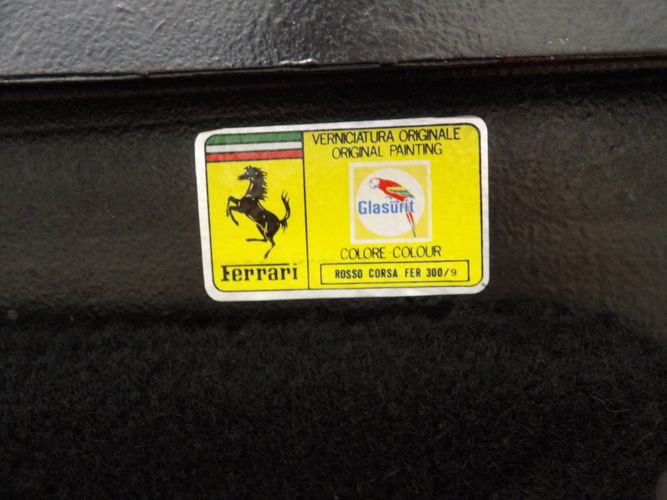 VERNICIATURA ORIGINALE
ORIGINAL PAINTING
Glasurit
COLORE-COLOUR
Ferrari
ROSSO CORSA FER 300/9